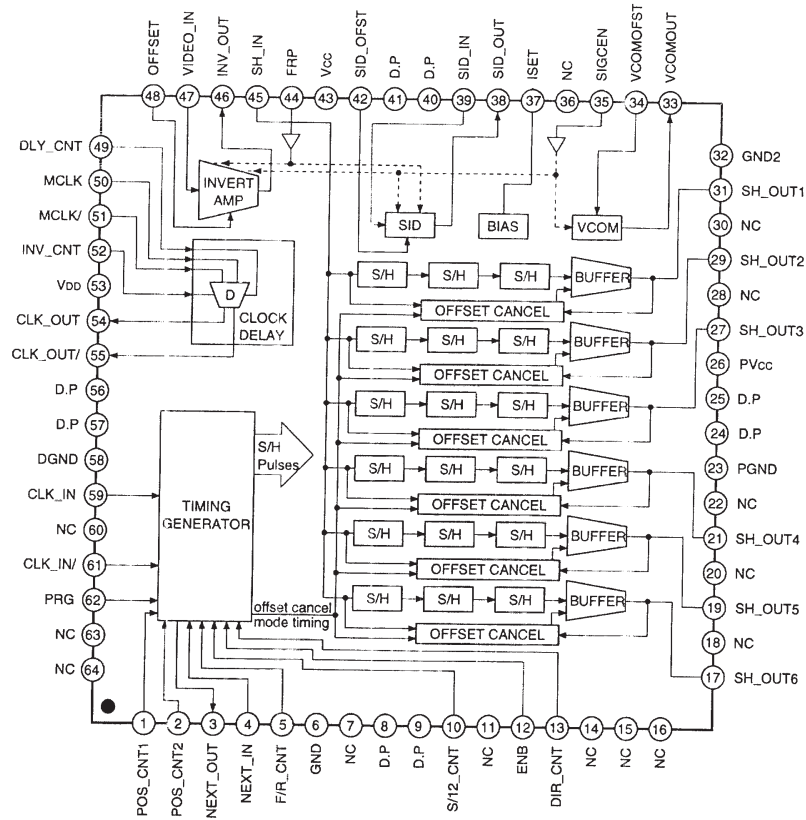 OFFSET
VIDEO_IN
INV_OUT
SH_IN
FRP
Vcc
SID_OFST
D.P
D.P
SID_IN
SID_OUT
ISET
NC
SIGCEN
VCOMOFST
VCOMOUT
48 47 46 45 44 43 42 41 40 39 38 37 36 35 34 33
DLY_CNT 49
MCLK 50
MCLK/ 51
INV_CNT 52
VDD 53
CLK_OUT 54
CLK_OUT/ 55
D.P 56
D.P 57
DGND 58
CLK_IN 59
NC 60
CLK_IN/ 61
PRG 62
NC 63
NC 64
INVERT
AMP
D
CLOCK
DELAY
SID
BIAS
VCOM
S/H S/H S/H BUFFER
OFFSET CANCEL
S/H S/H S/H BUFFER
OFFSET CANCEL
S/H S/H S/H BUFFER
OFFSET CANCEL
S/H S/H S/H BUFFER
OFFSET CANCEL
S/H S/H S/H BUFFER
OFFSET CANCEL
S/H S/H S/H BUFFER
OFFSET CANCEL
TIMING
GENERATOR
S/H
Pulses
offset cancel
mode timing
32 GND2
31 SH_OUT1
30 NC
29 SH_OUT2
28 NC
27 SH_OUT3
26 PVcc
25 D.P
24 D.P
23 PGND
22 NC
21 SH_OUT4
20 NC
19 SH_OUT5
18 NC
17 SH_OUT6
1 2 3 4 5 6 7 8 9 10 11 12 13 14 15 16
POS_CNT1
POS_CNT2
NEXT_OUT
NEXT_IN
F/R_CNT
GND
NC
D.P
D.P
S/12_CNT
NC
ENB
DIR_CNT
NC
NC
NC